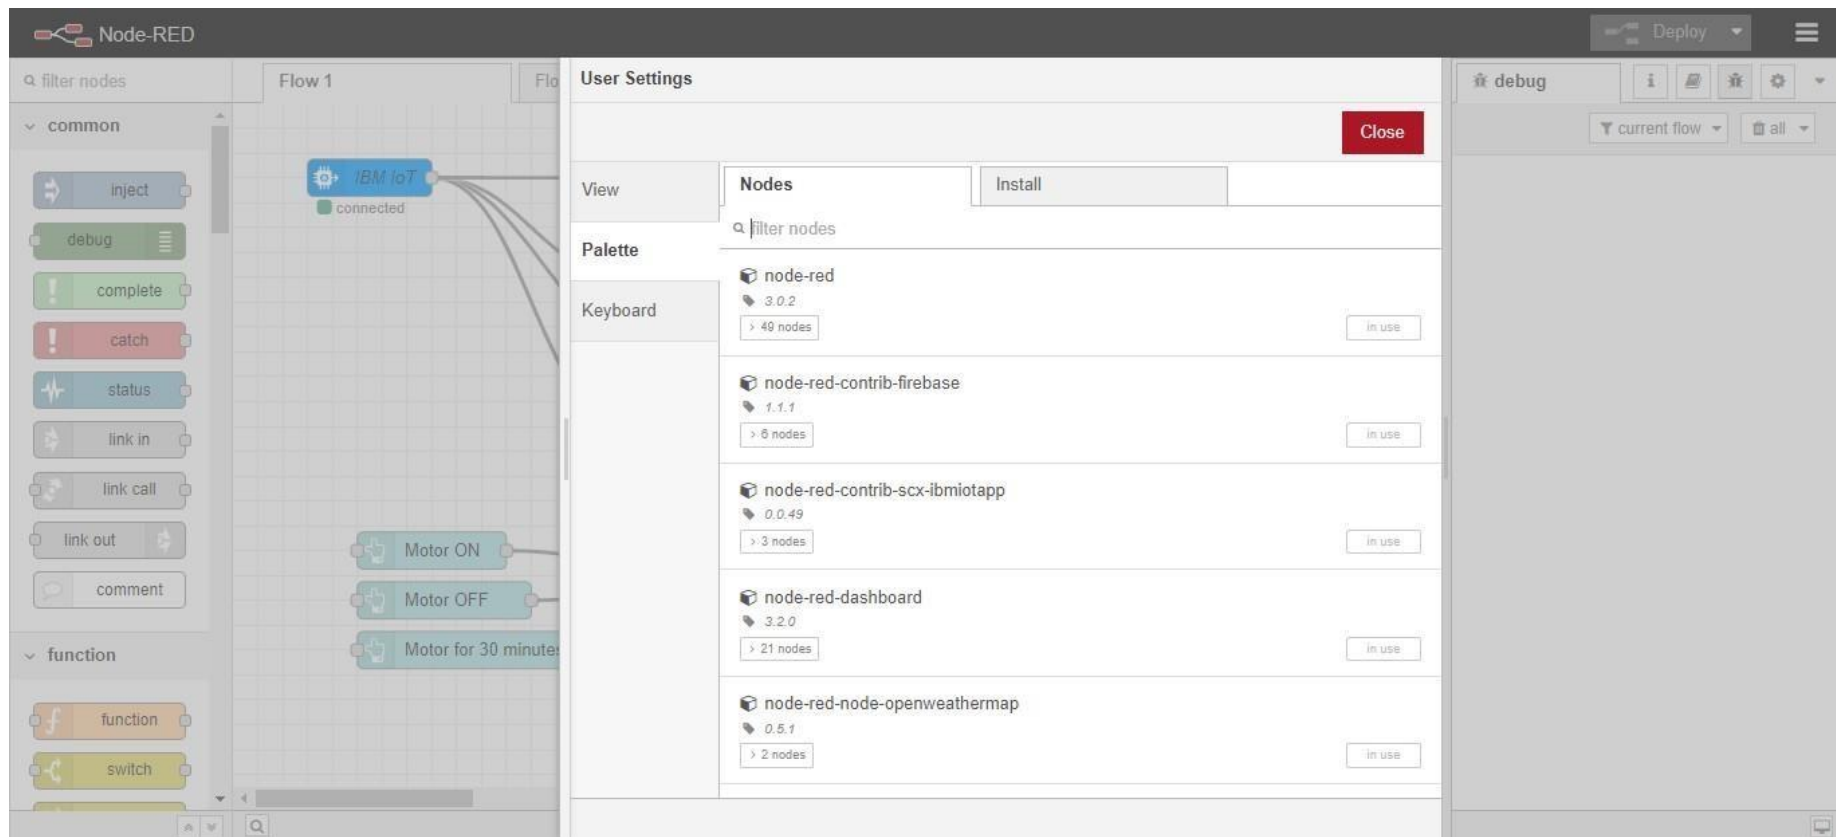 Node-RED
Deploy
filter nodes
Flow 1
Flo
User Settings
debug
i
common
Close
current flow
all
inject
debug
complete
catch
status
link in
link call
link out
comment
function
function
switch
IBM IoT
connected
Motor ON
Motor OFF
Motor for 30 minutes
View
Palette
Keyboard
Nodes
Install
filter nodes
node-red
3.0.2
> 49 nodes
in use
node-red-contrib-firebase
1.1.1
> 6 nodes
in use
node-red-contrib-scx-ibmiotapp
0.0.49
> 3 nodes
in use
node-red-dashboard
3.2.0
> 21 nodes
in use
node-red-node-openweathermap
0.5.1
> 2 nodes
in use